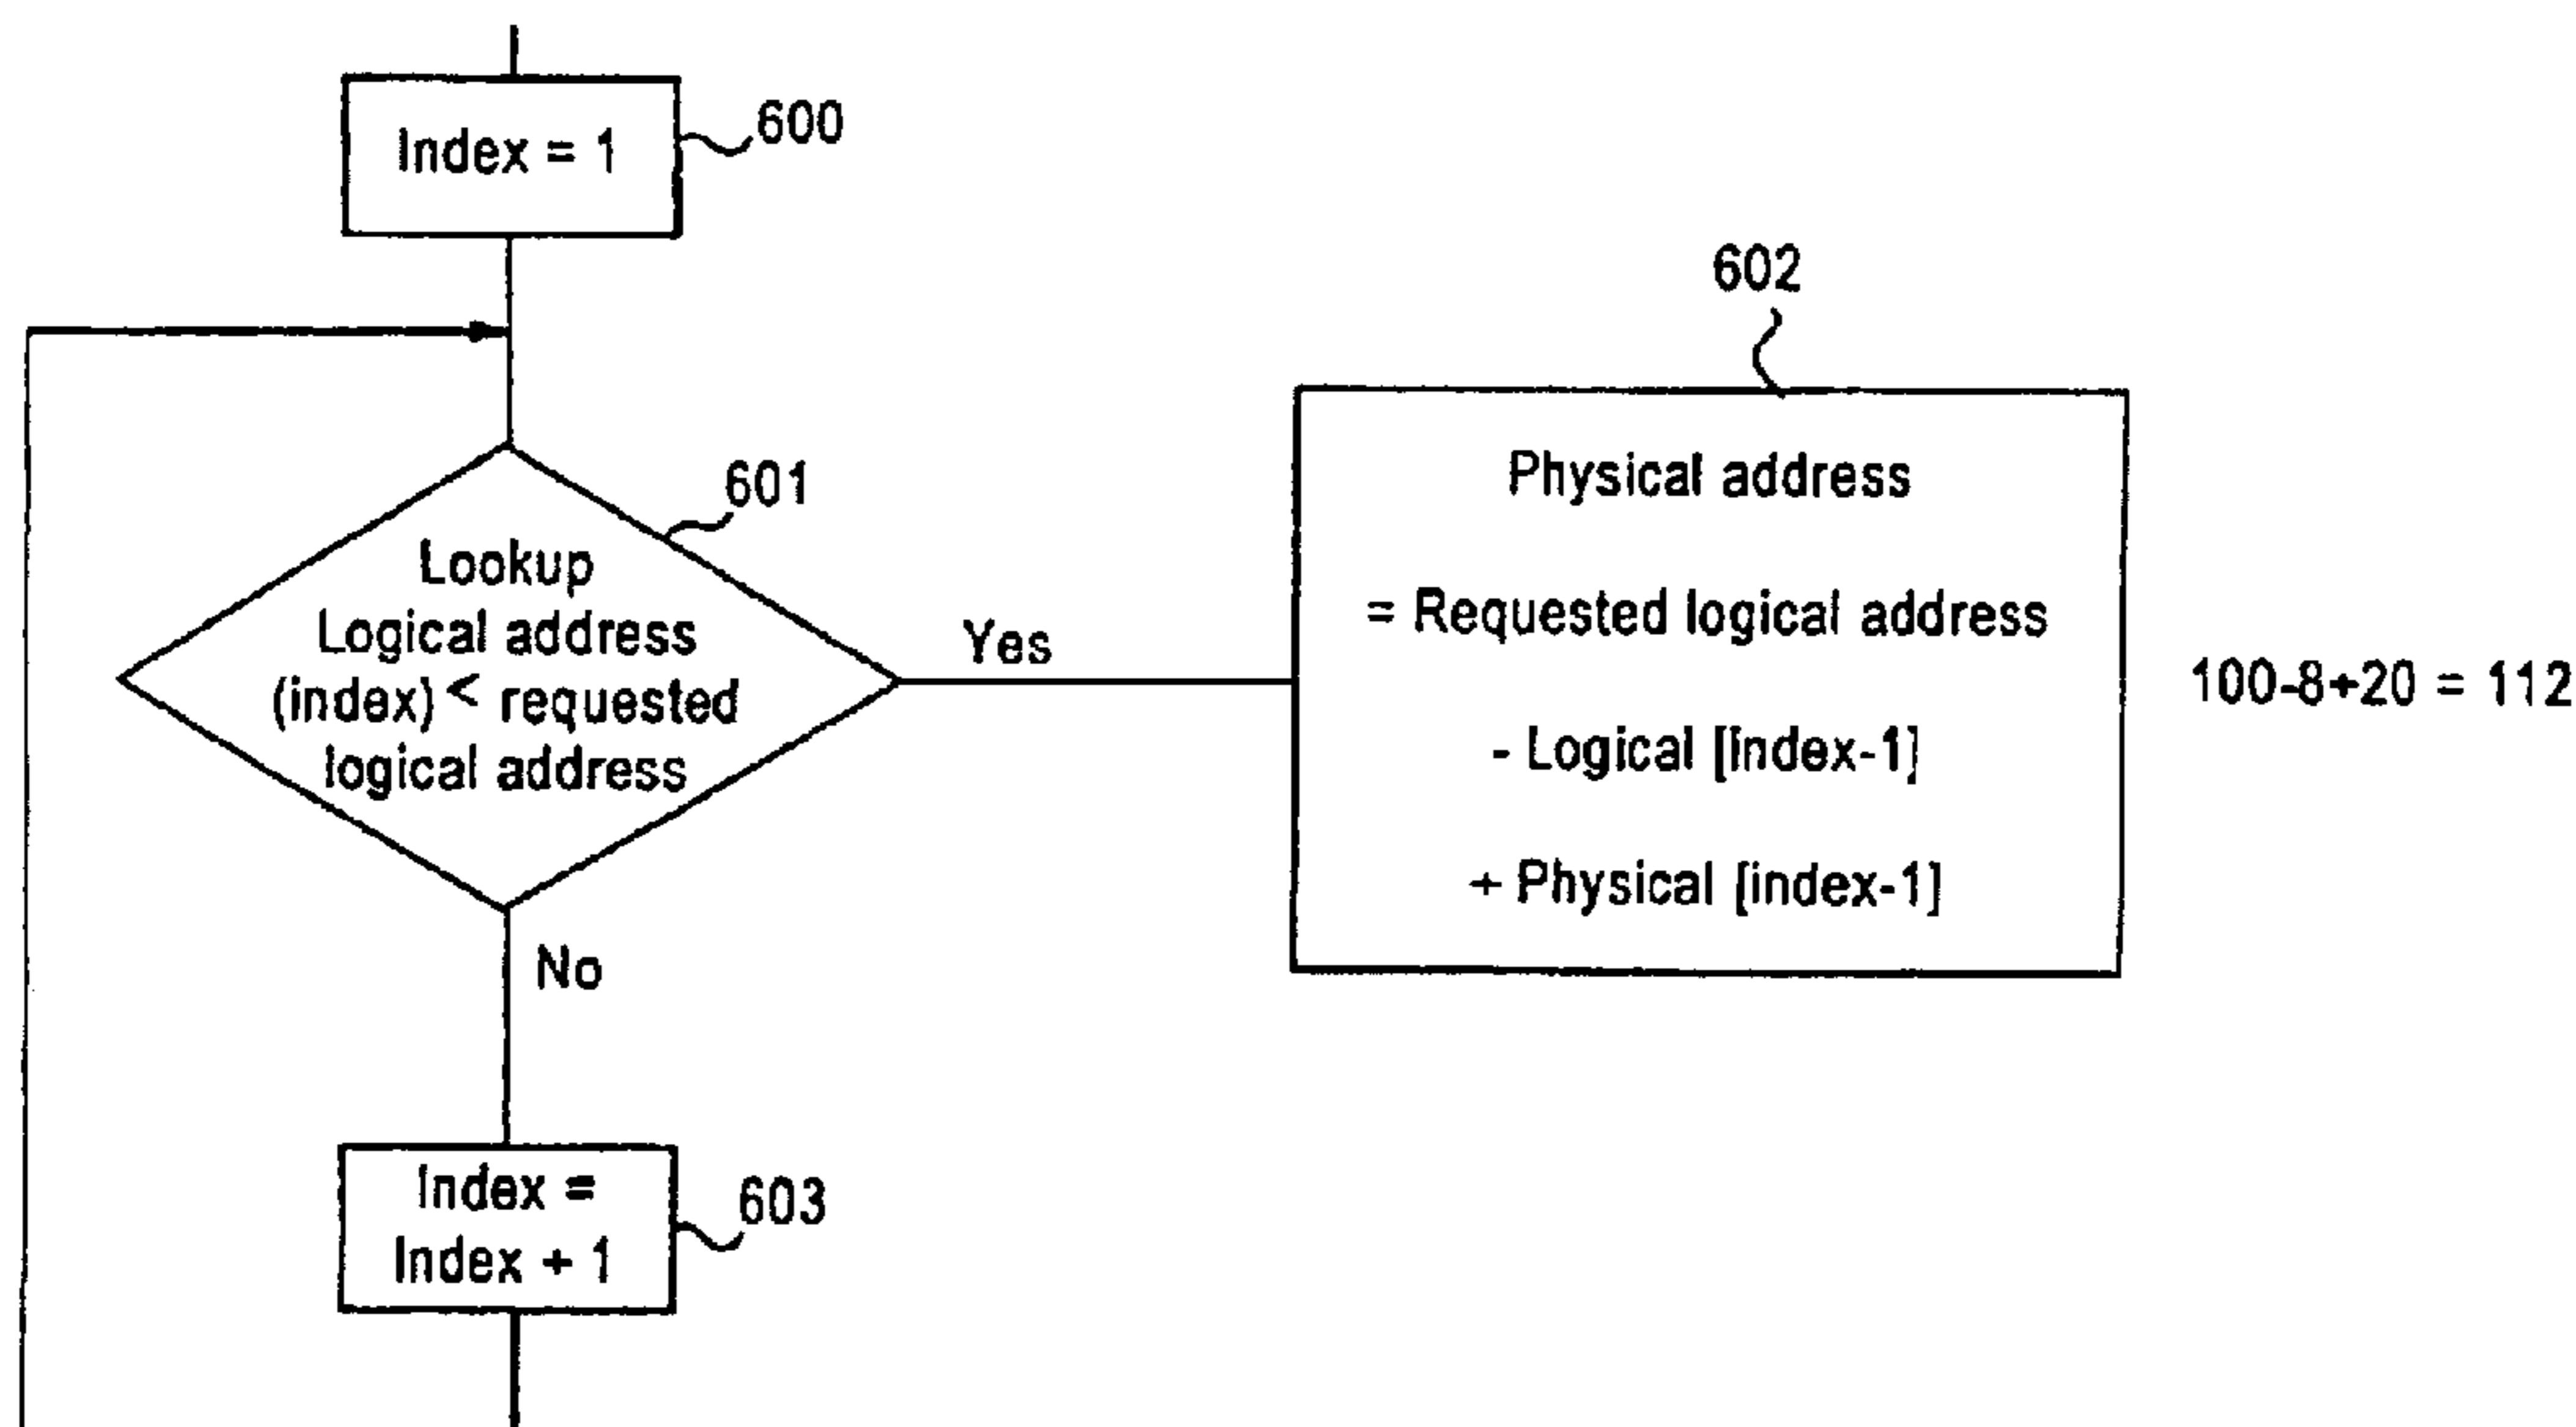 Index = 1
600
601
Lookup
Logical address
(index) < requested
logical address
Yes
No
602
Physical address
= Requested logical address
- Logical [index-1]
+ Physical [index-1]
100-8+20 = 112
Index =
Index + 1
603